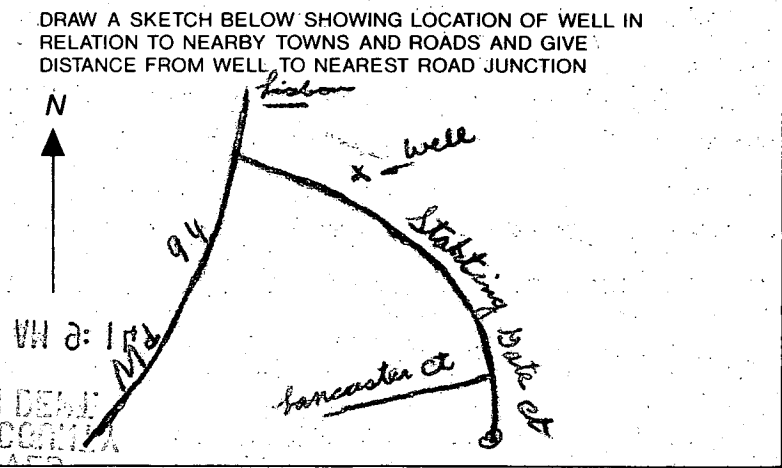 DRAW A SKETCH BELOW SHOWING LOCATION OF WELL IN
RELATION TO NEARBY TOWNS AND ROADS AND GIVE
DISTANCE FROM WELL TO NEAREST ROAD JUNCTION
Lisbon
N
x - Well
Starting Gate Ct
Md 94
Lancaster Ct